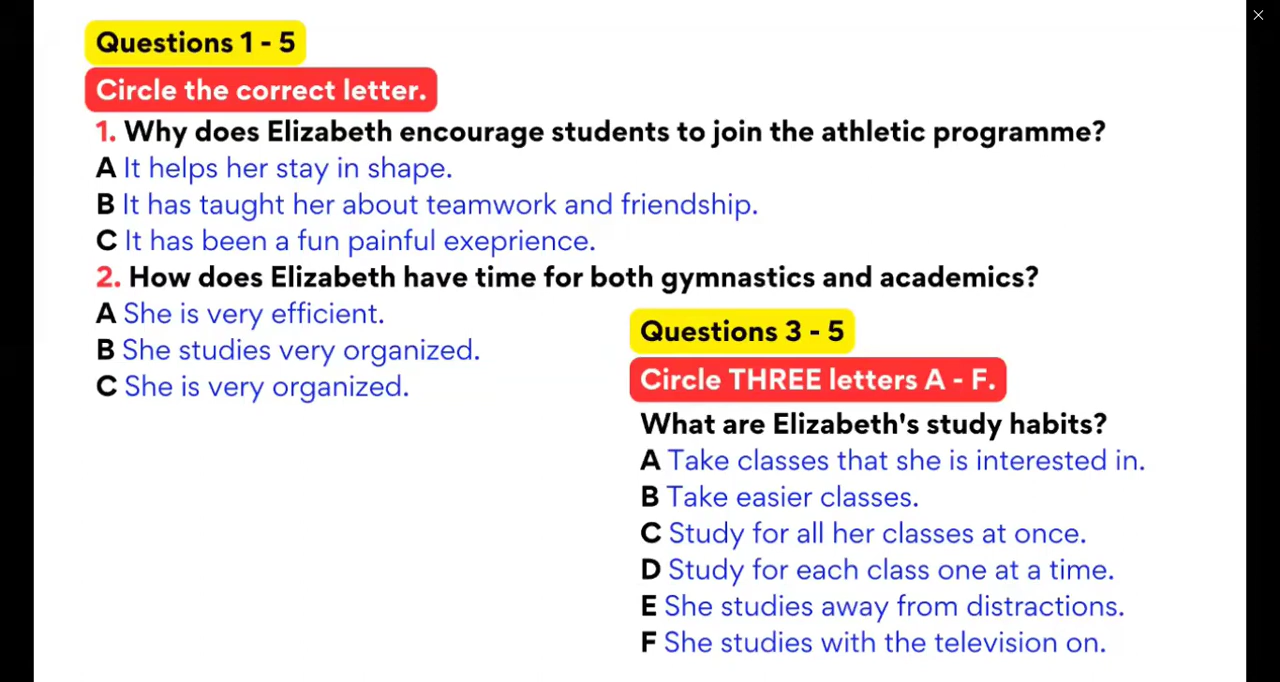 Questions 1 - 5
Circle the correct letter.
1. Why does Elizabeth encourage students to join the athletic programme?
A It helps her stay in shape.
B It has taught her about teamwork and friendship.
C It has been a fun painful exeprience.
2. How does Elizabeth have time for both gymnastics and academics?
A She is very efficient.
B She studies very organized.
C She is very organized.
Questions 3 - 5
Circle THREE letters A - F.
What are Elizabeth's study habits?
A Take classes that she is interested in.
B Take easier classes.
C Study for all her classes at once.
D Study for each class one at a time.
E She studies away from distractions.
F She studies with the television on.